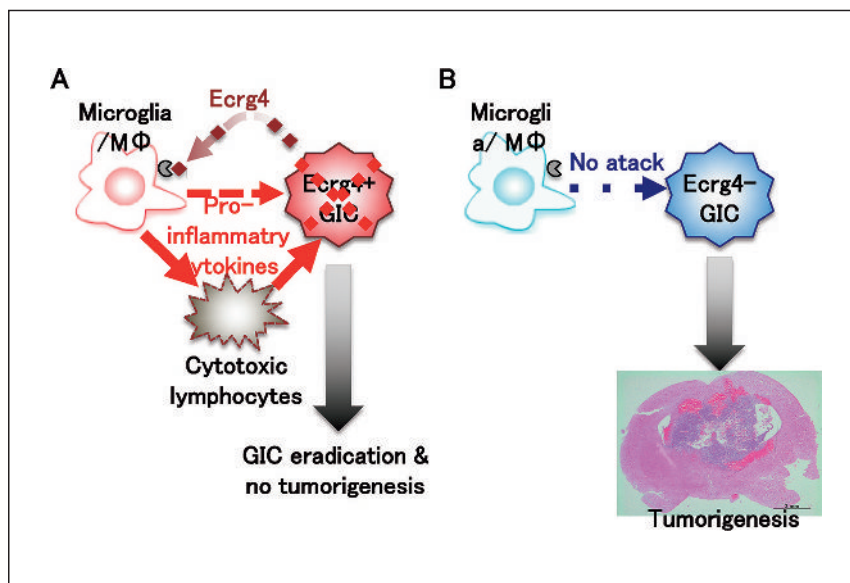 A
Microglia
/MΦ
Ecrg4
Ecrg4+
GIC
Pro-
inflammatry
cytokines
Cytotoxic
lymphocytes
GIC eradication &
no tumorigenesis
B
Microgli
a/ MΦ
No atack
Ecrg4-
GIC
Tumorigenesis